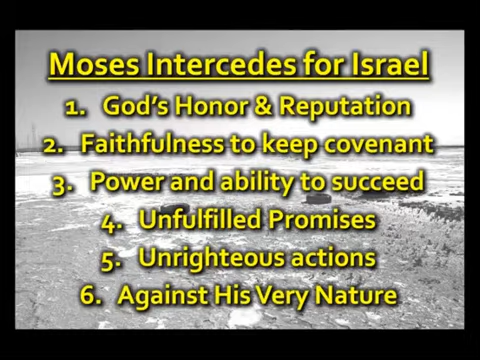 Moses Intercedes for Israel
1. God's Honor & Reputation
2. Faithfulness to keep covenant
3. Power and ability to succeed
4. Unfulfilled Promises
5. Unrighteous actions
6. Against His Very Nature